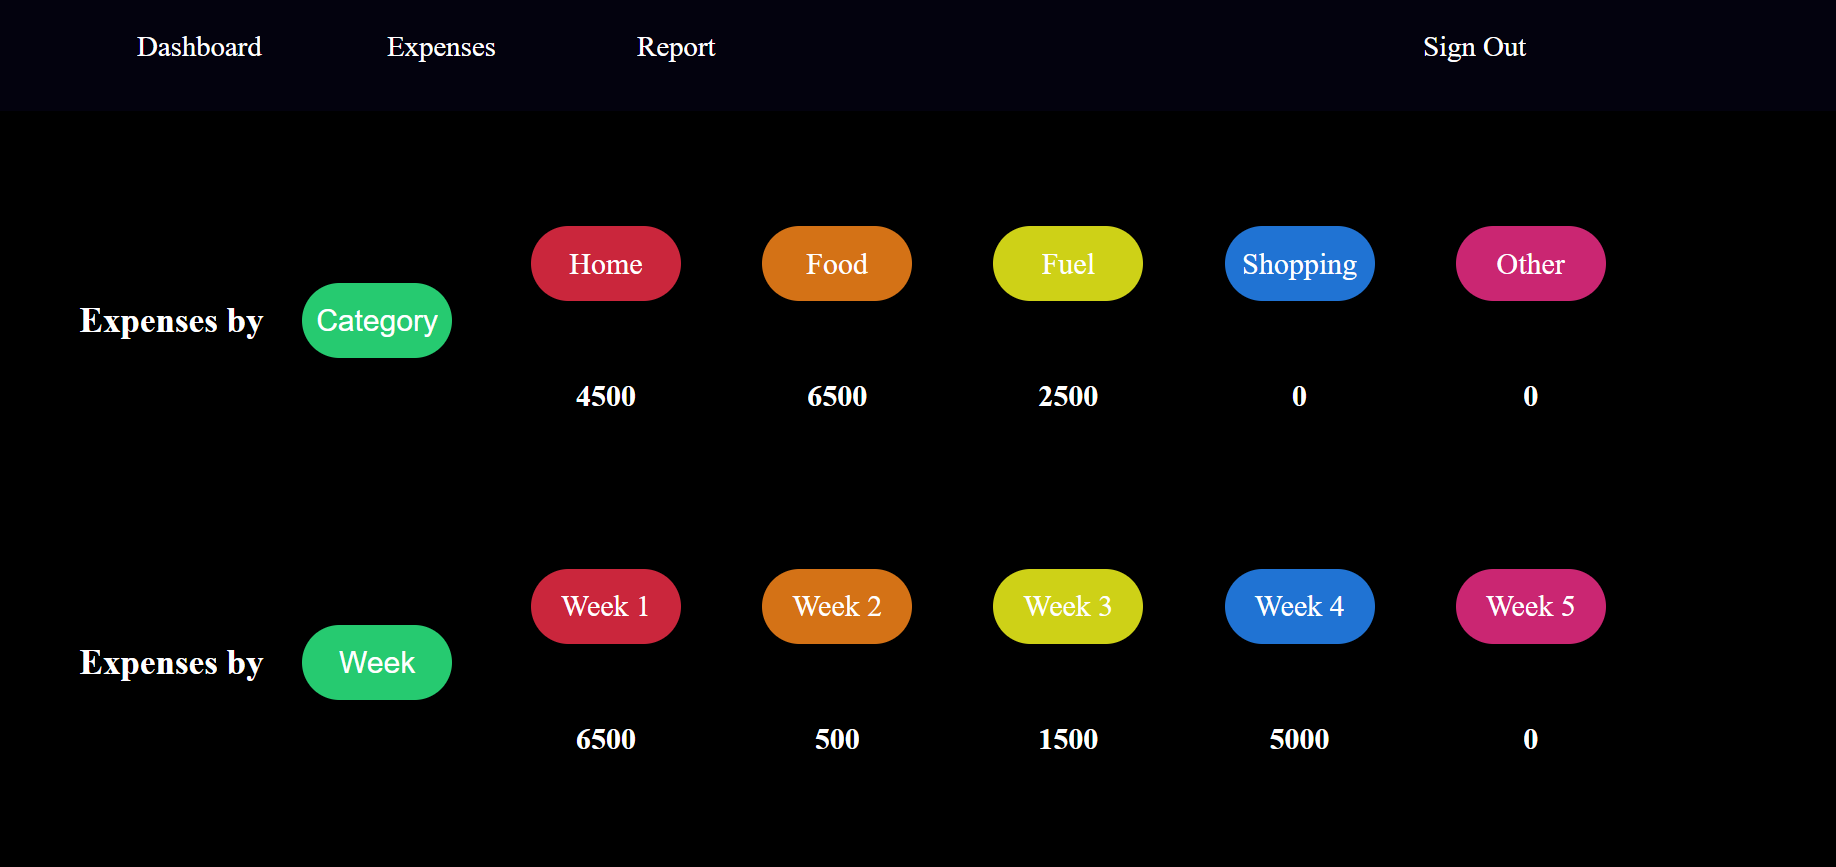 Dashboard Expenses Report Sign Out
Home Food Fuel Shopping Other
Expenses by Category
4500 6500 2500 0 0
Week 1 Week 2 Week 3 Week 4 Week 5
Expenses by Week
6500 500 1500 5000 0